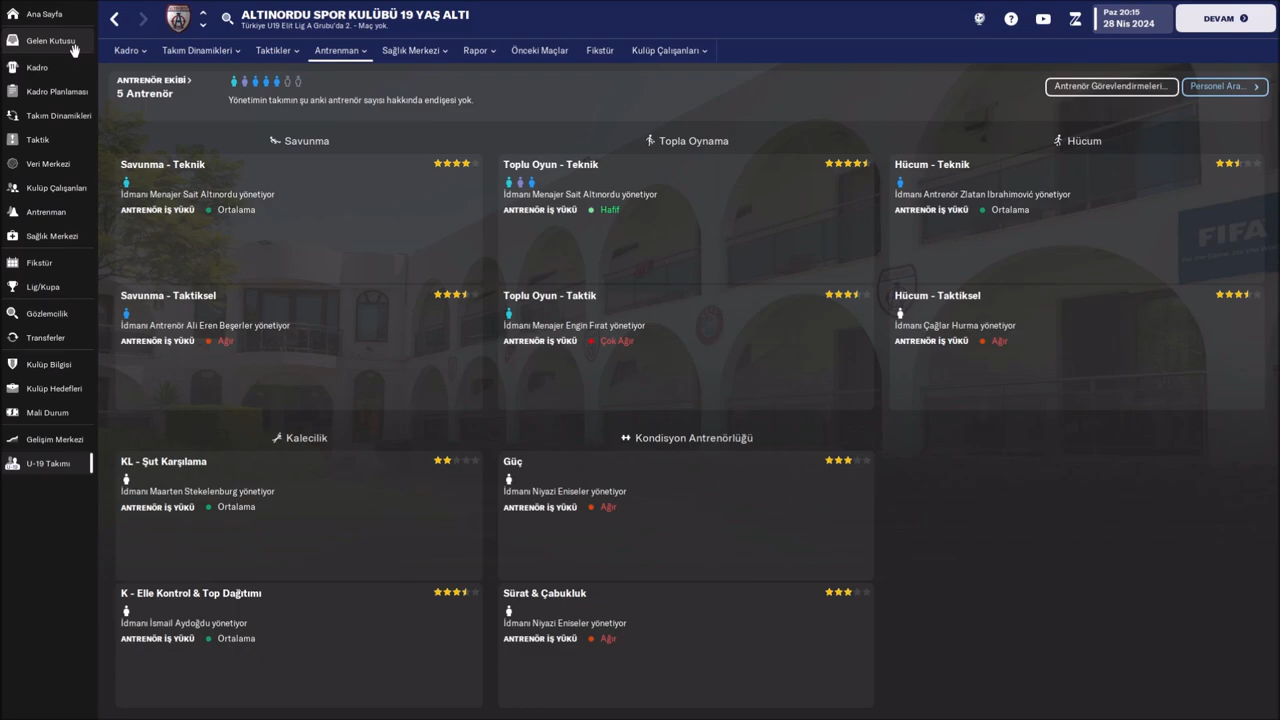 Ana Sayfa
Gelen Kutusu
Kadro
Kadro Planlaması
Takım Dinamikleri
Taktik
Veri Merkezi
Kulüp Çalışanları
Antrenman
Sağlık Merkezi
Fikstür
Lig/Kupa
Gözlemcilik
Transferler
Kulüp Bilgisi
Kulüp Hedefleri
Mali Durum
Gelişim Merkezi
U-19 Takımı
ALTINORDU SPOR KULÜBÜ 19 YAŞ ALTI
Türkiye U19 Elit Lig A Grubu'da 2. - Maç yok.
Paz 20:15
28 Nis 2024
DEVAM
Kadro
Takım Dinamikleri
Taktikler
Antrenman
Sağlık Merkezi
Rapor
Önceki Maçlar
Fikstür
Kulüp Çalışanları
ANTRENÖR EKİBİ
5 Antrenör
Yönetimin takımın şu anki antrenör sayısı hakkında endişesi yok.
Antrenör Görevlendirmeleri...
Personel Ara...
Savunma
Topla Oynama
Hücum
Savunma - Teknik
İdmanı Menajer Sait Altınordu yönetiyor
ANTRENÖR İŞ YÜKÜ Ortalama
Toplu Oyun - Teknik
İdmanı Menajer Sait Altınordu yönetiyor
ANTRENÖR İŞ YÜKÜ Hafif
Hücum - Teknik
İdmanı Antrenör Zlatan Ibrahimović yönetiyor
ANTRENÖR İŞ YÜKÜ Ortalama
FIFA
Savunma - Taktiksel
İdmanı Antrenör Ali Eren Beşerler yönetiyor
ANTRENÖR İŞ YÜKÜ Ağır
Toplu Oyun - Taktik
İdmanı Menajer Engin Fırat yönetiyor
ANTRENÖR İŞ YÜKÜ Çok Ağır
Hücum - Taktiksel
İdmanı Çağlar Hurma yönetiyor
ANTRENÖR İŞ YÜKÜ Ağır
Kalecilik
Kondisyon Antrenörlüğü
KL - Şut Karşılama
İdmanı Maarten Stekelenburg yönetiyor
ANTRENÖR İŞ YÜKÜ Ortalama
Güç
İdmanı Niyazi Eniseler yönetiyor
ANTRENÖR İŞ YÜKÜ Ağır
K - Elle Kontrol & Top Dağıtımı
İdmanı İsmail Aydoğdu yönetiyor
ANTRENÖR İŞ YÜKÜ Ortalama
Sürat & Çabukluk
İdmanı Niyazi Eniseler yönetiyor
ANTRENÖR İŞ YÜKÜ Ağır